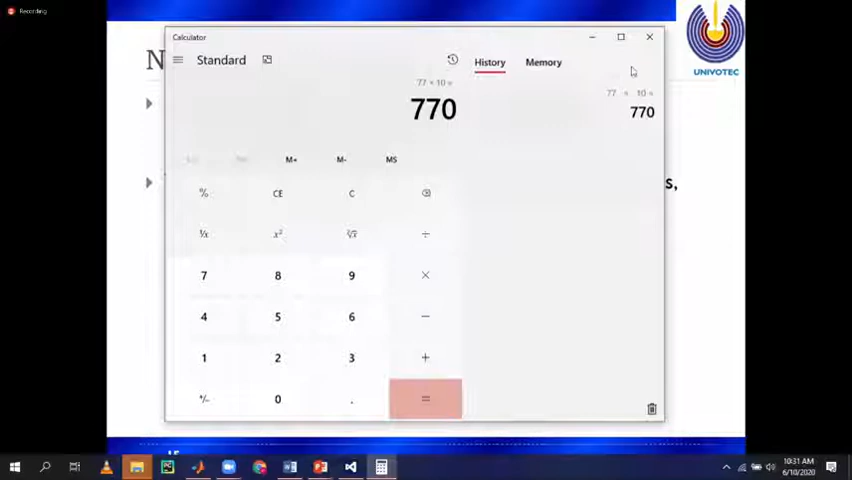 Recording
N
Calculator
Standard
History
Memory
77 × 10 =
770
77 × 10 =
770
M+
M-
MS
%
CE
C
⌫
¹/x
x²
²√x
÷
7
8
9
×
4
5
6
−
1
2
3
+
+/-
0
.
=
s,
UNIVOTEC
10:31 AM
6/10/2020